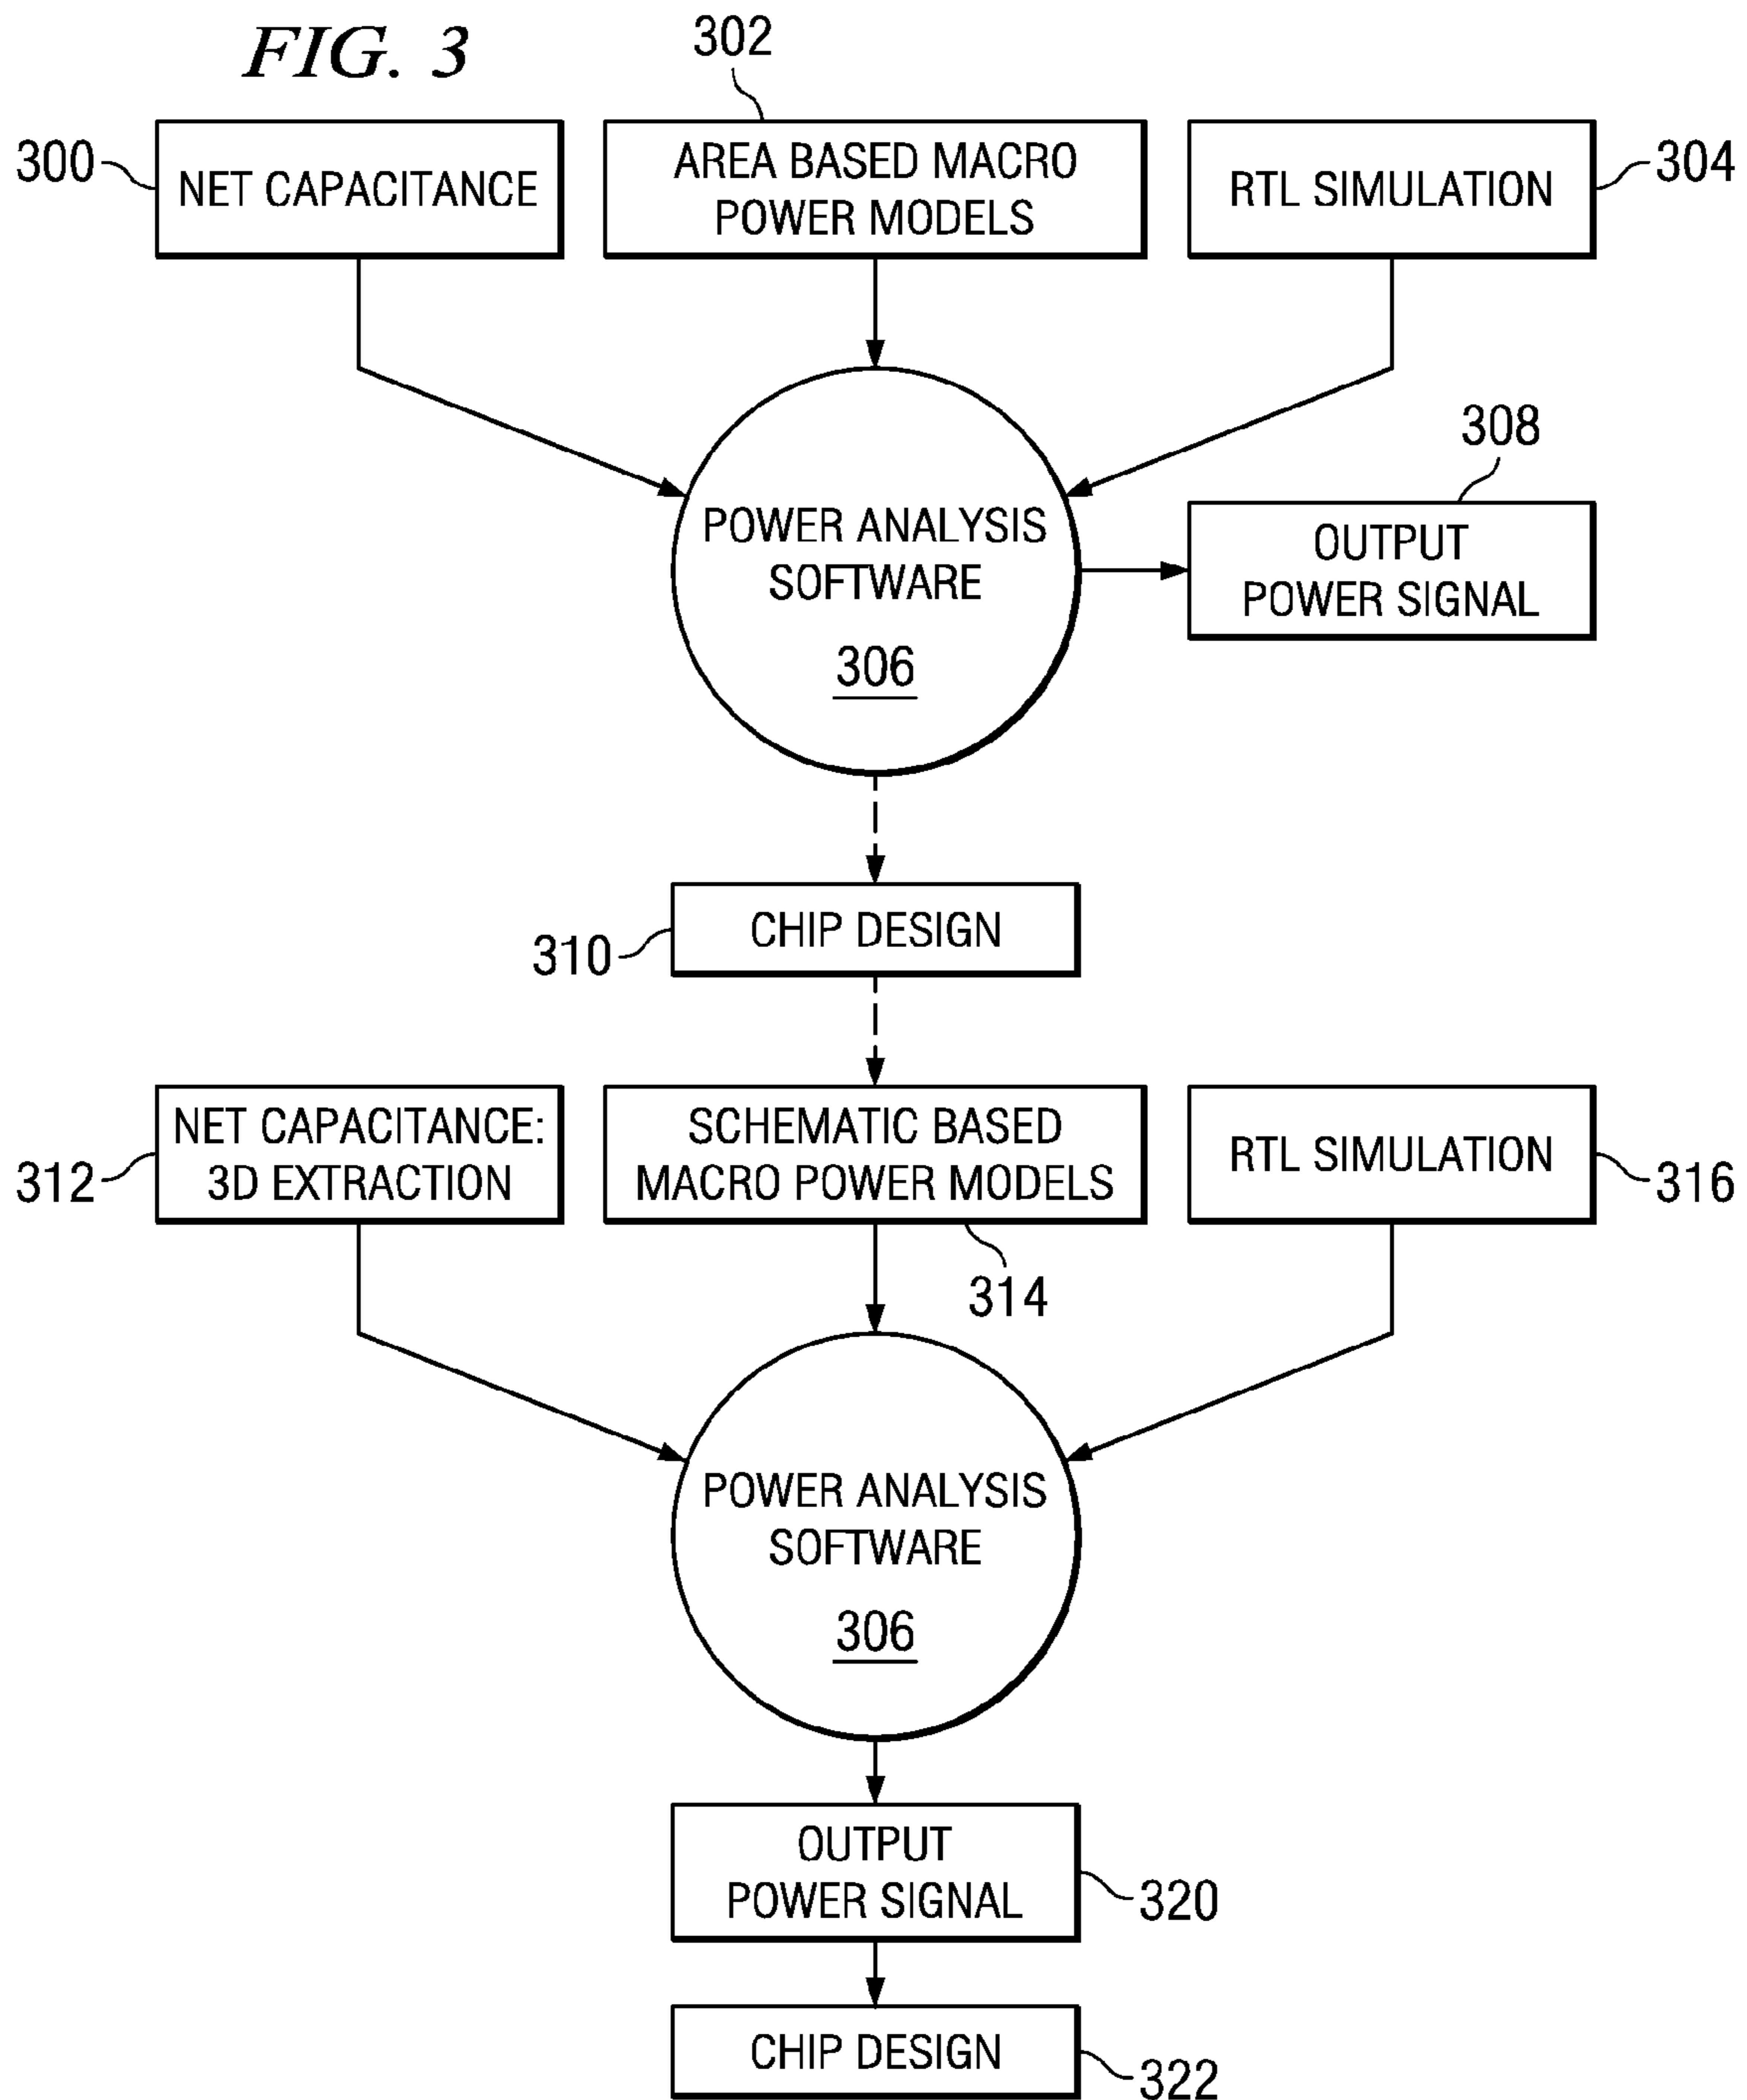 FIG. 3
302
300
NET CAPACITANCE
AREA BASED MACRO
POWER MODELS
RTL SIMULATION
304
308
POWER ANALYSIS
SOFTWARE
306
OUTPUT
POWER SIGNAL
CHIP DESIGN
310
NET CAPACITANCE:
3D EXTRACTION
312
SCHEMATIC BASED
MACRO POWER MODELS
314
RTL SIMULATION
316
POWER ANALYSIS
SOFTWARE
306
OUTPUT
POWER SIGNAL
320
CHIP DESIGN
322